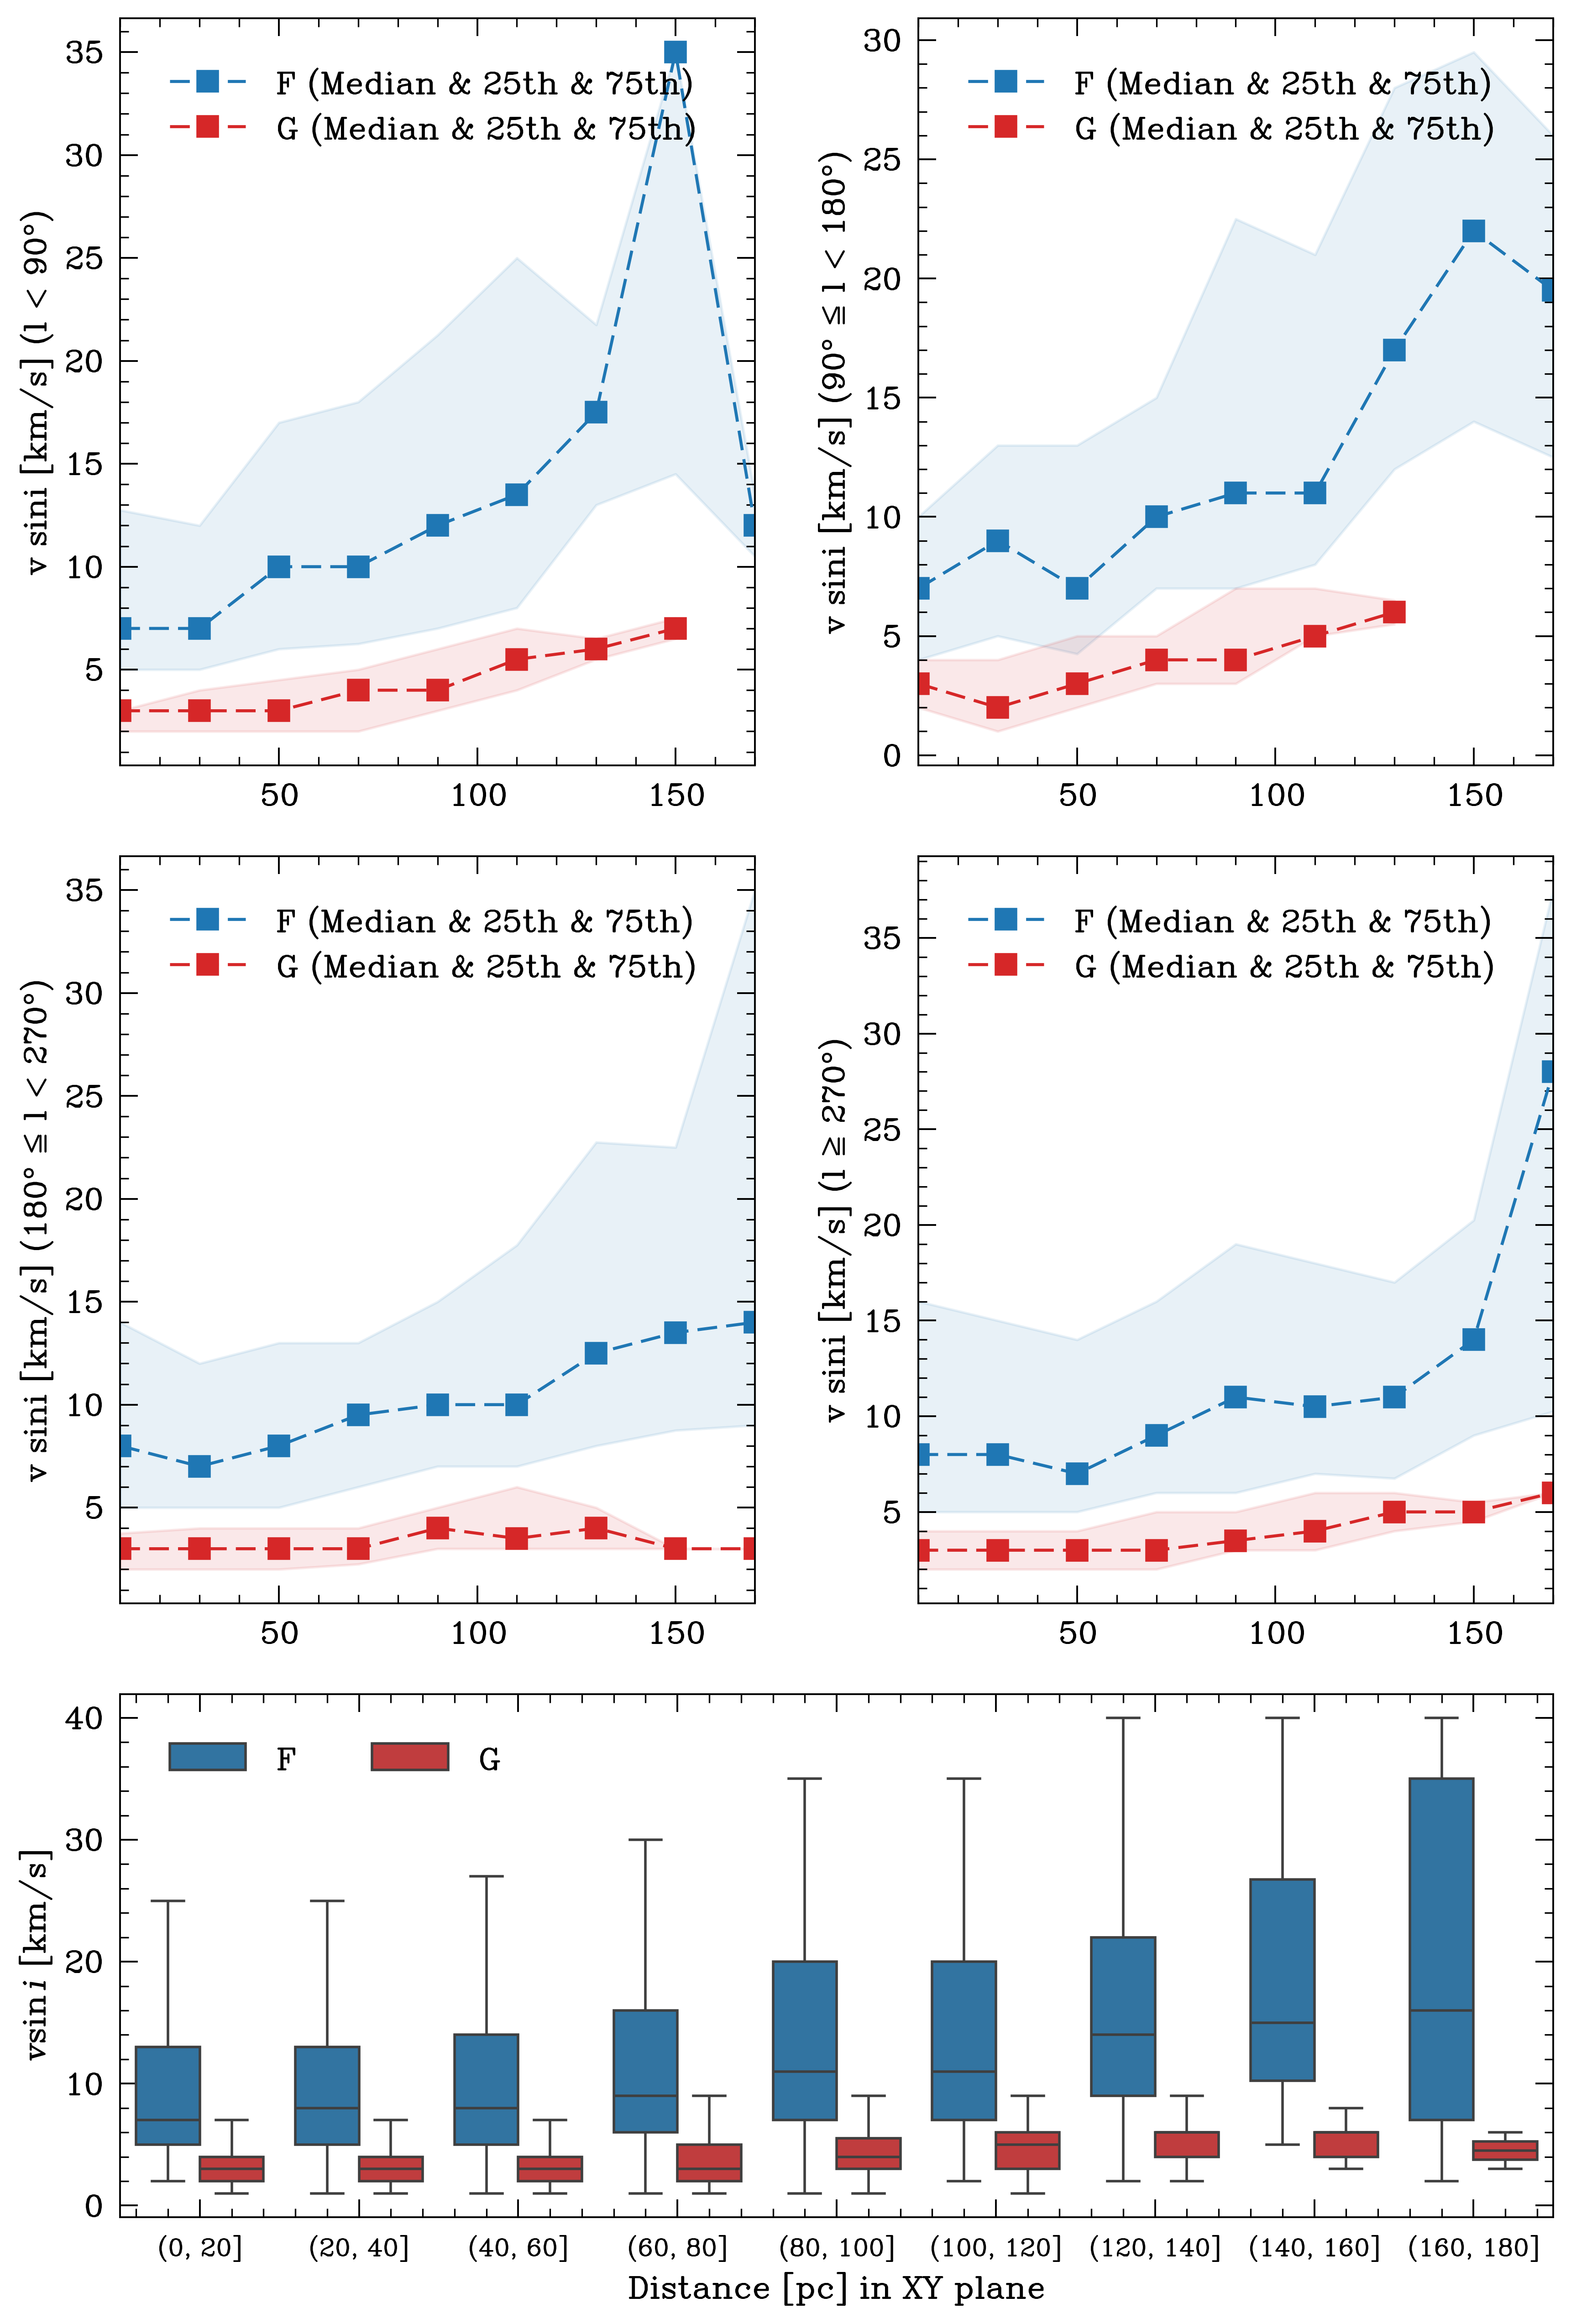 v sini [km/s] (l < 90°)
35
30
25
20
15
10
5
F (Median & 25th & 75th)
G (Median & 25th & 75th)
50 100 150
v sini [km/s] (90° ≤ l < 180°)
30
25
20
15
10
5
0
F (Median & 25th & 75th)
G (Median & 25th & 75th)
50 100 150
v sini [km/s] (180° ≤ l < 270°)
35
30
25
20
15
10
5
F (Median & 25th & 75th)
G (Median & 25th & 75th)
50 100 150
v sini [km/s] (l ≥ 270°)
35
30
25
20
15
10
5
F (Median & 25th & 75th)
G (Median & 25th & 75th)
50 100 150
vsin i [km/s]
40
30
20
10
0
F G
(0, 20] (20, 40] (40, 60] (60, 80] (80, 100] (100, 120] (120, 140] (140, 160] (160, 180]
Distance [pc] in XY plane